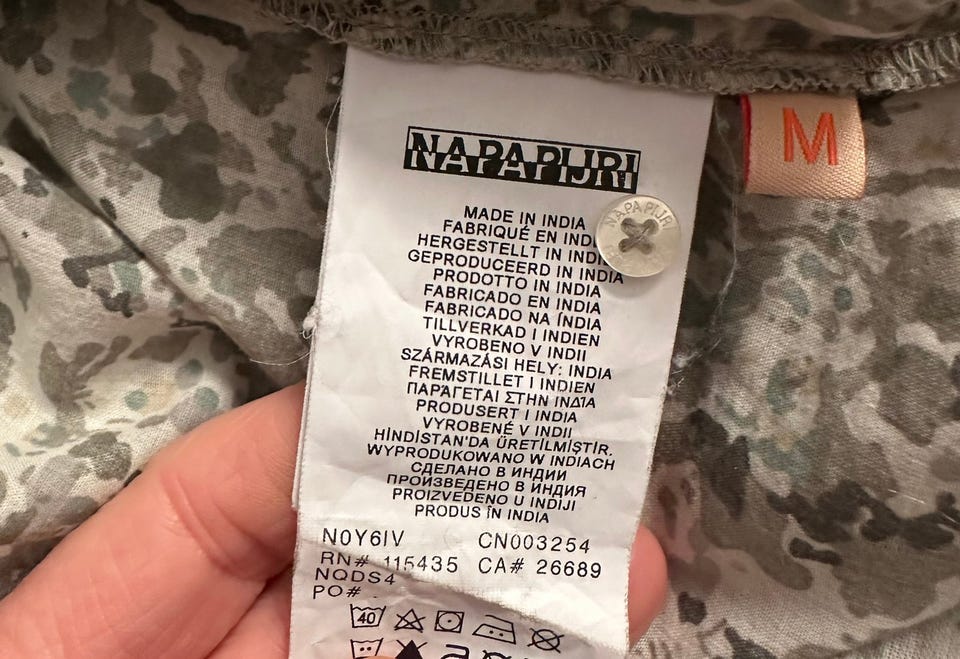 NAPAPIJRI
M
MADE IN INDIA
FABRIQUÉ EN
NAPAPIJRI
HERGESTELLT IN
GEPRODUCEERD IN INDIA
PRODOTTO IN INDIA
FABRICADO EN INDIA
FABRICADO NA ÍNDIA
TILLVERKAD I INDIEN
VYROBENO V INDII
SZÁRMAZÁSI HELY: INDIA
FREMSTILLET I INDIEN
ΠΑΡΑΓΕΤΑΙ ΣΤΗΝ ΙΝΔΙΑ
PRODUSERT I INDIA
VYROBENÉ V INDII
HİNDİSTAN'DA ÜRETİLMİŞTİR.
WYPRODUKOWANO W INDIACH
СДЕЛАНО В ИНДИИ
ПРОИЗВЕДЕНО В ИНДИЯ
PROIZVEDENO U INDIJI
PRODUS ÎN INDIA
N0Y6IV CN003254
RN# 115435 CA# 26689
NQDS4
PO#
40